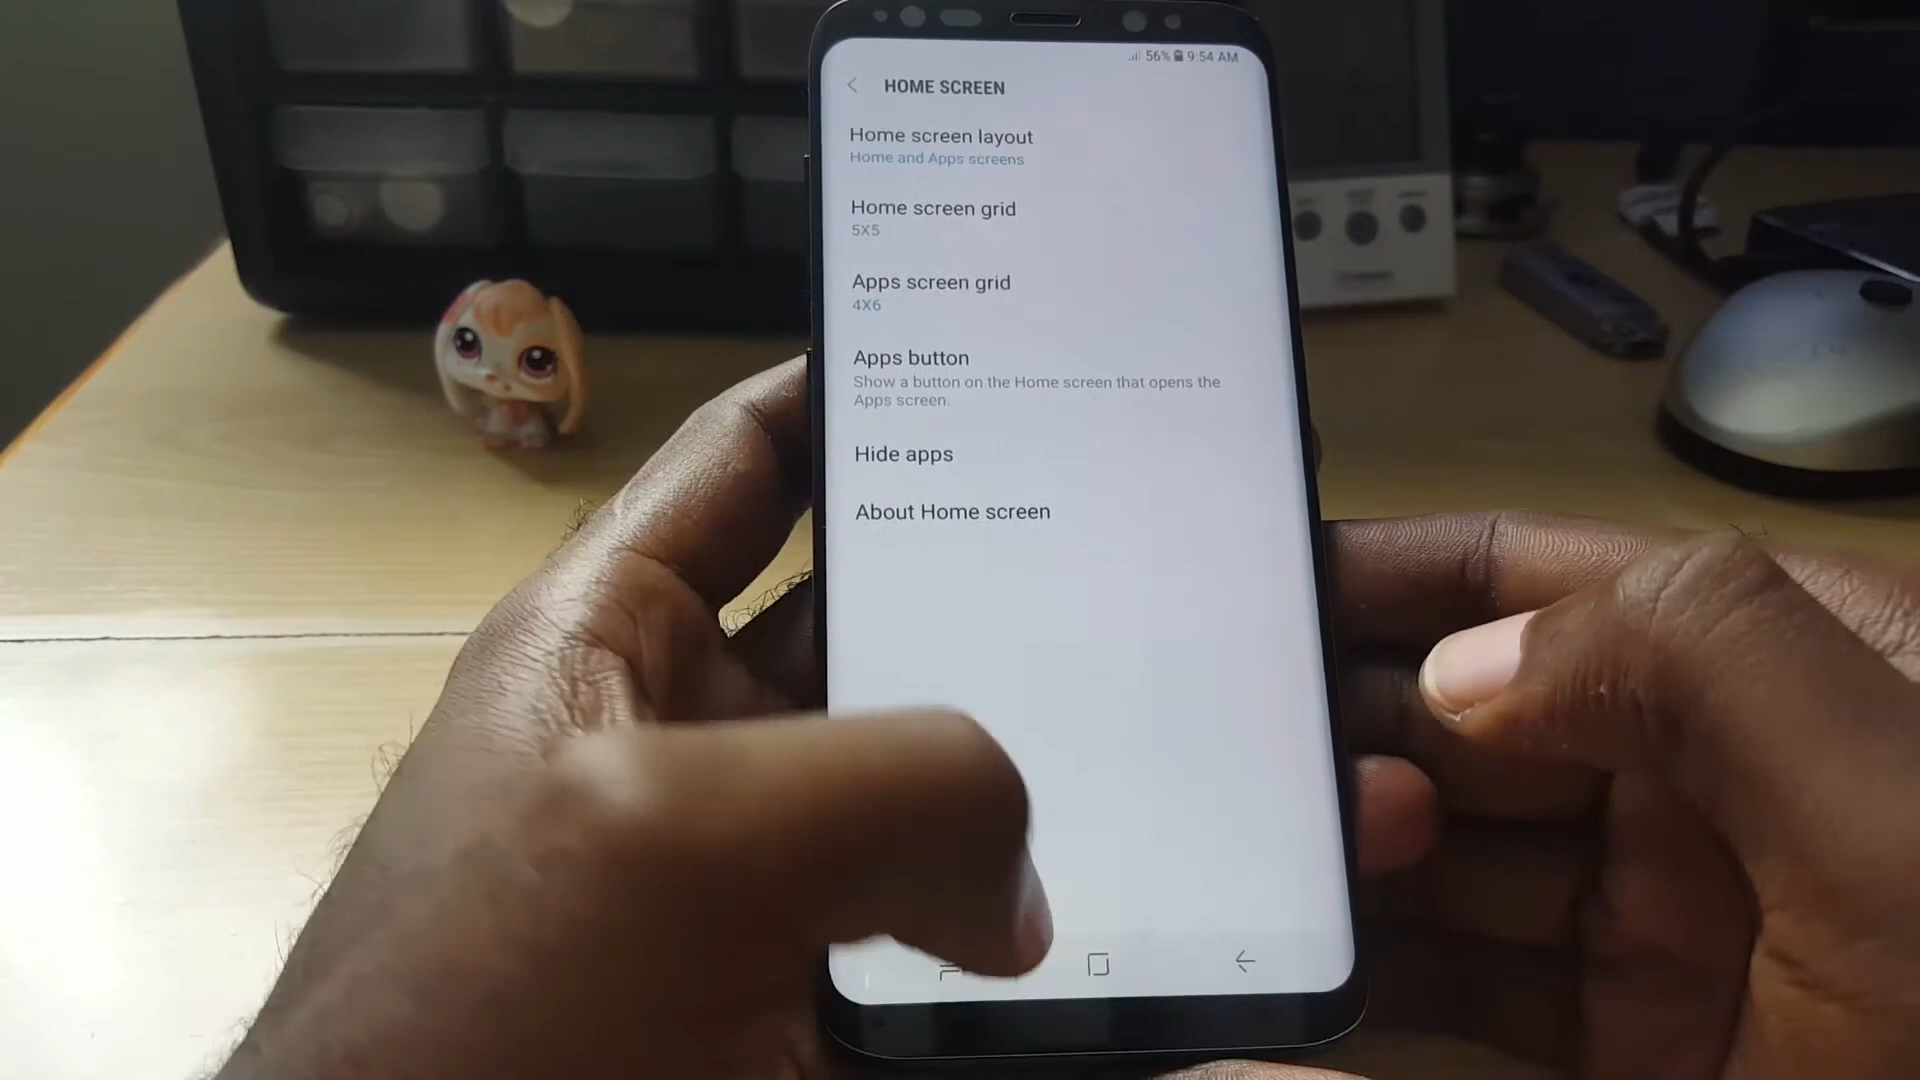 56% 9:54 AM
HOME SCREEN
Home screen layout
Home and Apps screens
Home screen grid
5X5
Apps screen grid
4X6
Apps button
Show a button on the Home screen that opens the
Apps screen.
Hide apps
About Home screen